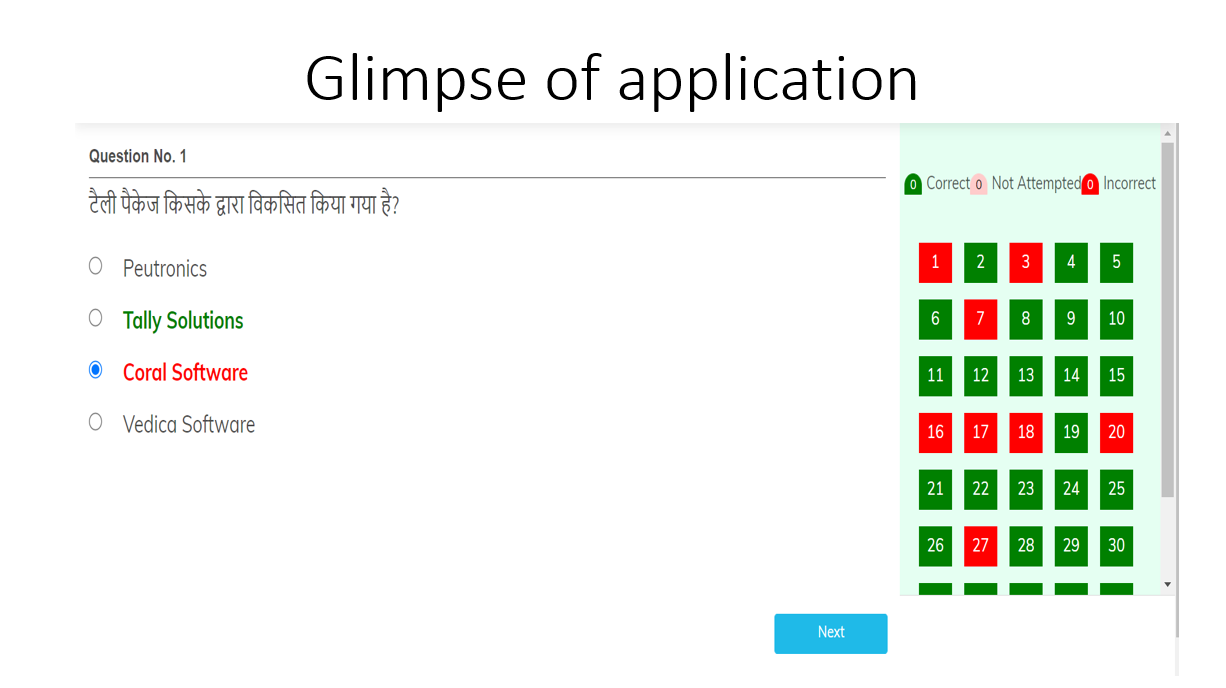 Glimpse of application
Question No. 1
टैली पैकेज किसके द्वारा विकसित किया गया है?
Peutronics
Tally Solutions
Coral Software
Vedica Software
0 Correct 0 Not Attempted 0 Incorrect
1 2 3 4 5
6 7 8 9 10
11 12 13 14 15
16 17 18 19 20
21 22 23 24 25
26 27 28 29 30
Next